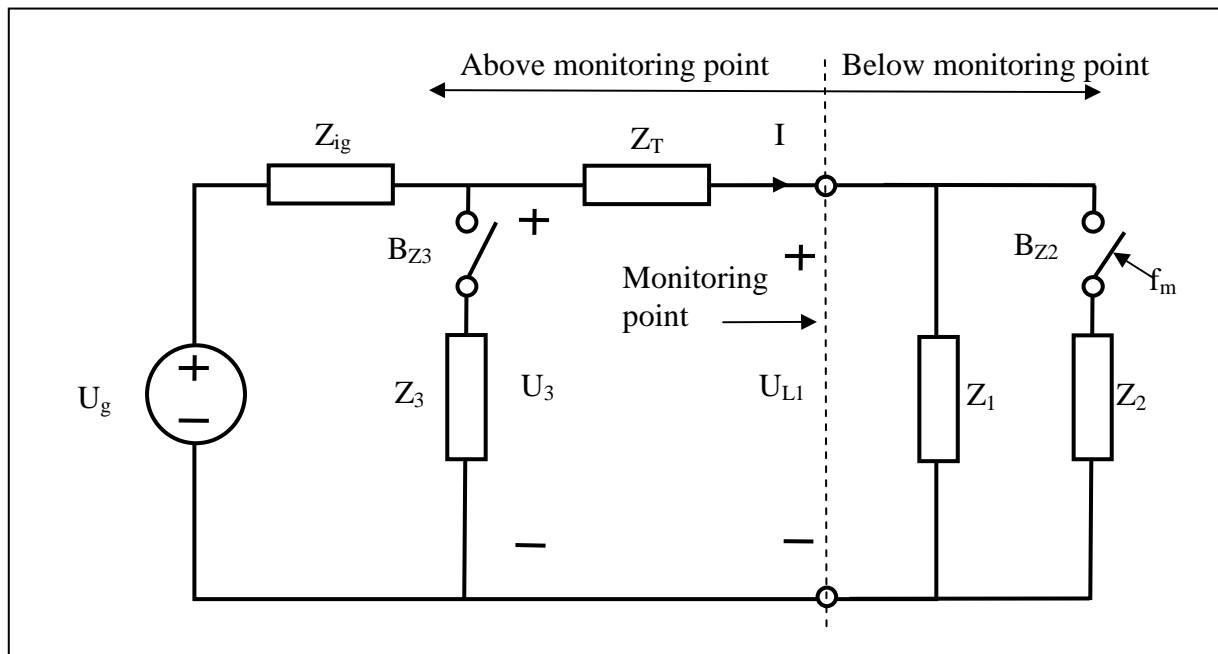 Above monitoring point
Below monitoring point
Z_ig
Z_T
I
B_Z3
+
+
B_Z2
f_m
Monitoring
point
U_g
+
−
Z_3
U_3
U_L1
Z_1
Z_2
−
−